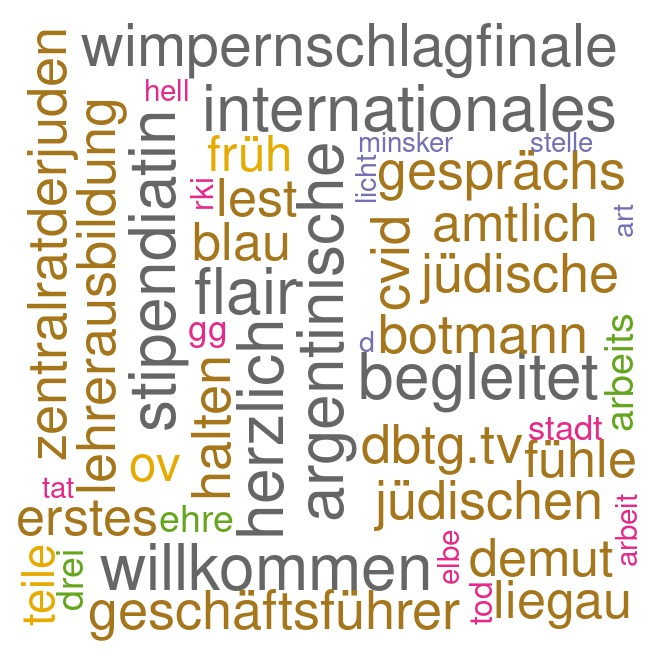 wimpernschlagfinale
zentralratderjuden
hell
internationales
lehrerausbildung
stipendiatin
früh
argentinische
minsker
stelle
licht
gesprächs
rki
lest
art
amtlich
cvid
blau
jüdische
flair
gg
d
botmann
arbeits
herzlich
begleitet
halten
dbtg.tv
stadt
fühle
ov
tat
jüdischen
arbeit
erstes
ehre
elbe
teile
drei
willkommen
demut
tod
liegau
geschäftsführer